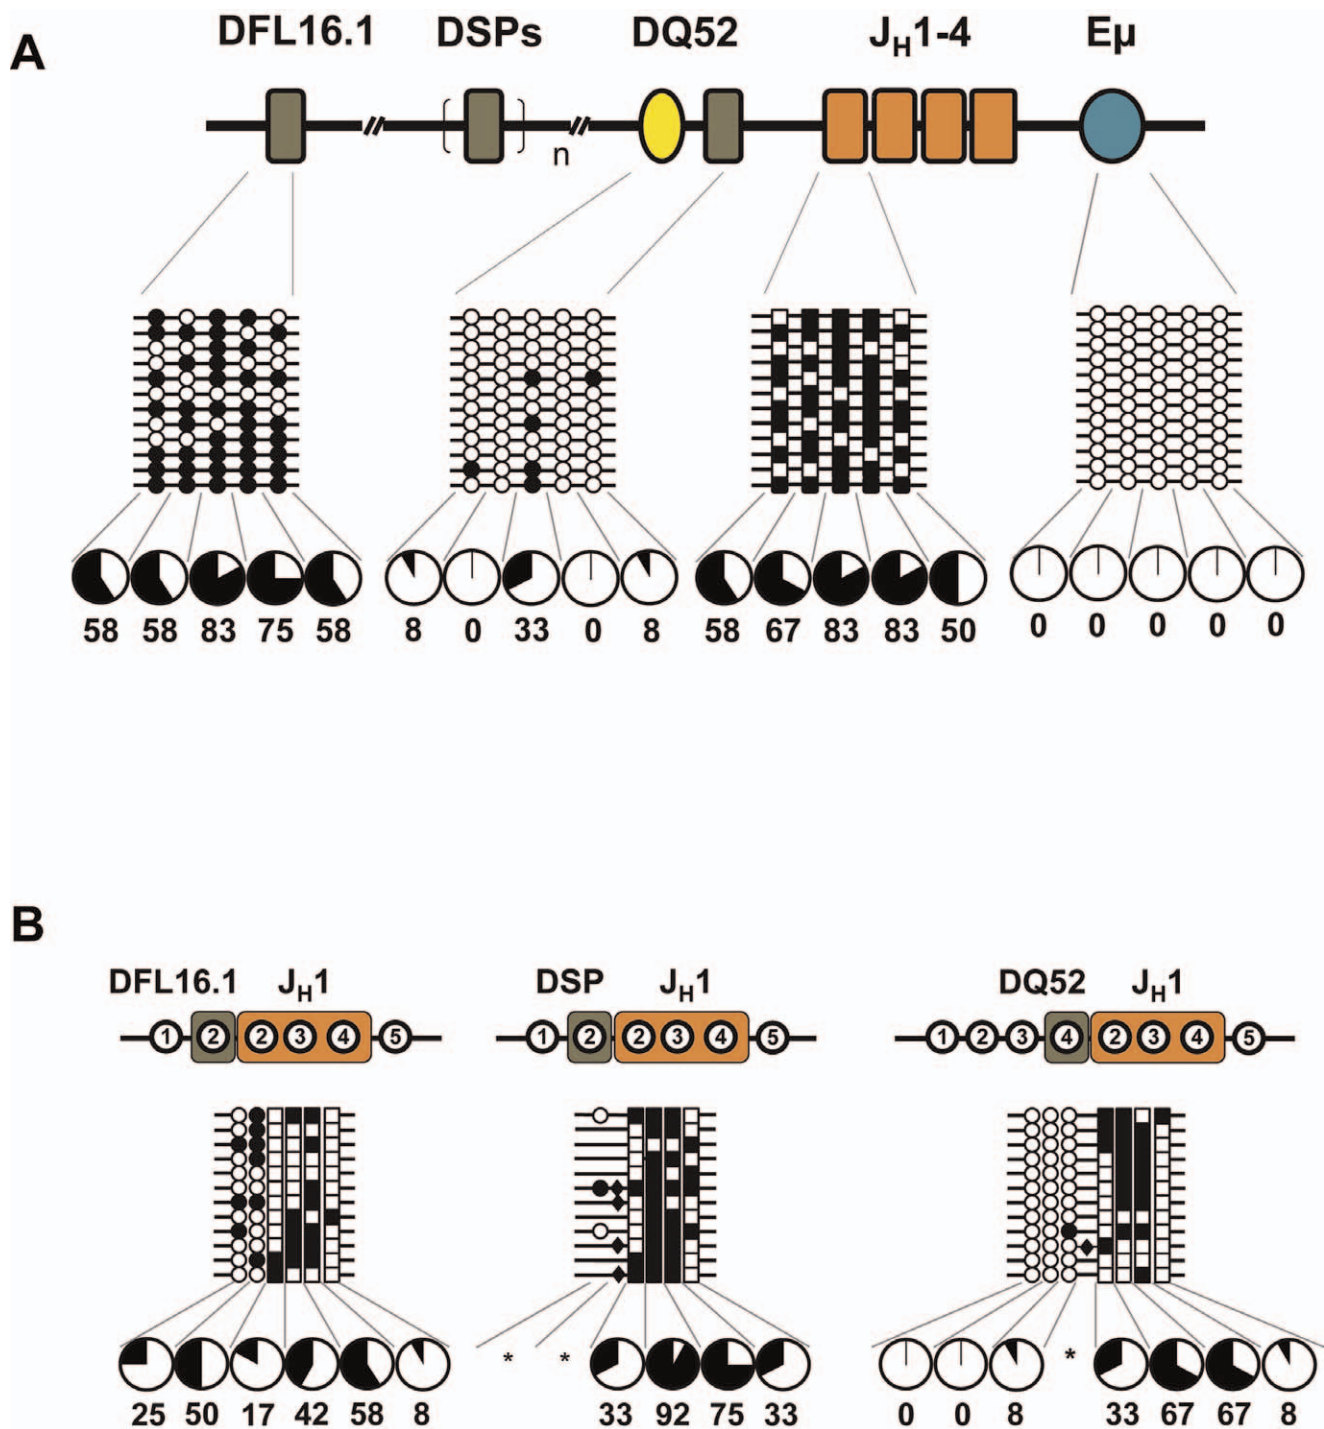 A
DFL16.1 DSPs DQ52 JH1-4 Eμ
n
58 58 83 75 58 8 0 33 0 8 58 67 83 83 50 0 0 0 0 0
B
DFL16.1 JH1 DSP JH1 DQ52 JH1
1 2 2 3 4 5 1 2 2 3 4 5 1 2 3 4 2 3 4 5
* * *
25 50 17 42 58 8 33 92 75 33 0 0 8 33 67 67 8